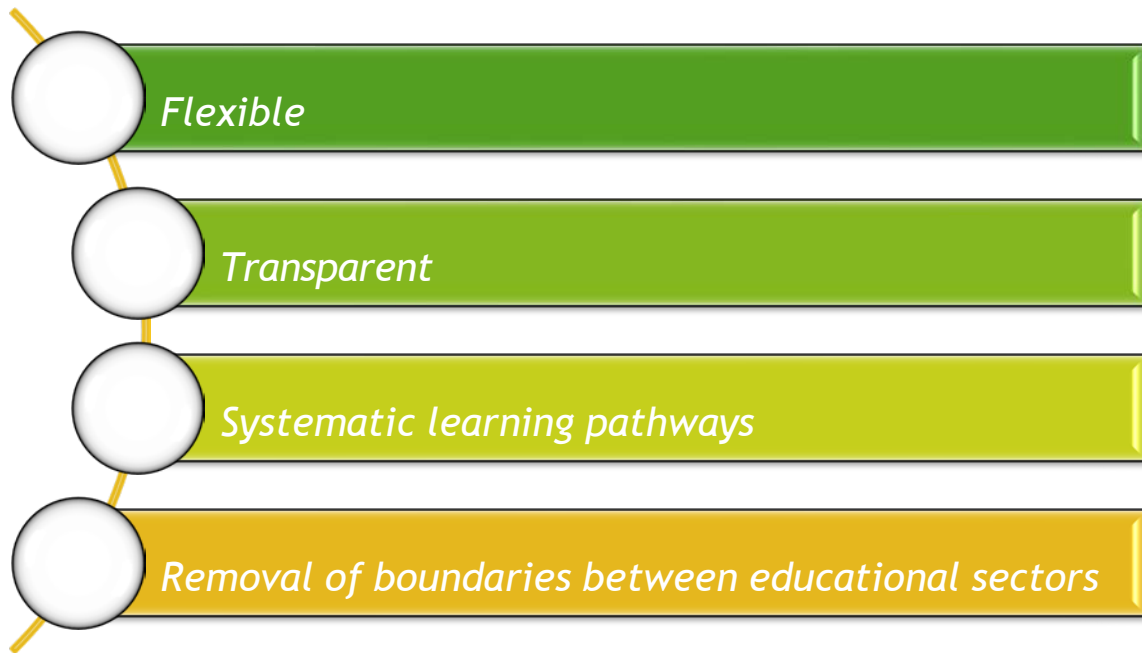 Flexible
Transparent
Systematic learning pathways
Removal of boundaries between educational sectors